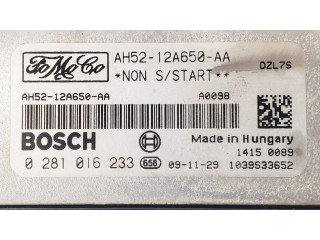 FoMoCo
AH52-12A650-AA
DZL7S
*NON S/START**
AH52-12A650-AA
A0098
BOSCH
Made in Hungary
1415 0089
0 281 016 233 656 09-11-29 1039S33652